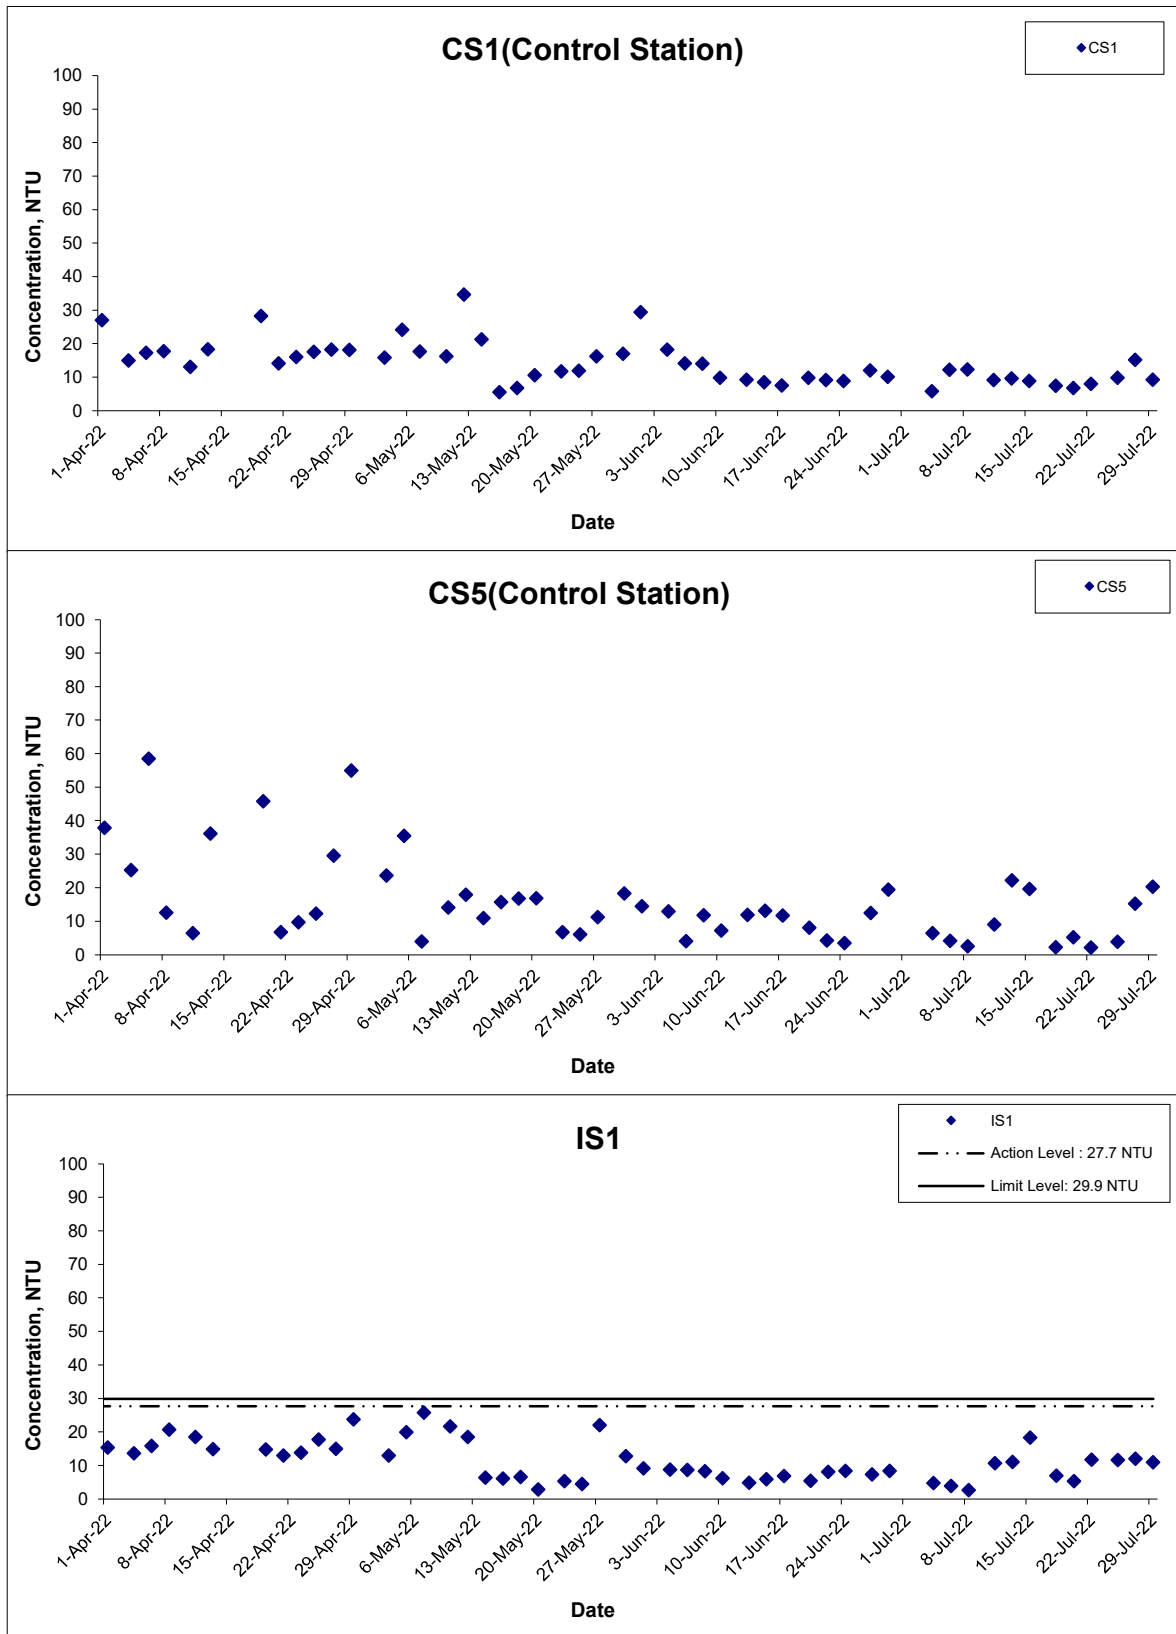 CS1(Control Station)
CS1
100
90
80
70
60
50
40
30
20
10
0
Concentration, NTU
1-Apr-22
8-Apr-22
15-Apr-22
22-Apr-22
29-Apr-22
6-May-22
13-May-22
20-May-22
27-May-22
3-Jun-22
10-Jun-22
17-Jun-22
24-Jun-22
1-Jul-22
8-Jul-22
15-Jul-22
22-Jul-22
29-Jul-22
Date
CS5(Control Station)
CS5
100
90
80
70
60
50
40
30
20
10
0
Concentration, NTU
1-Apr-22
8-Apr-22
15-Apr-22
22-Apr-22
29-Apr-22
6-May-22
13-May-22
20-May-22
27-May-22
3-Jun-22
10-Jun-22
17-Jun-22
24-Jun-22
1-Jul-22
8-Jul-22
15-Jul-22
22-Jul-22
29-Jul-22
Date
IS1
IS1
Action Level : 27.7 NTU
Limit Level: 29.9 NTU
100
90
80
70
60
50
40
30
20
10
0
Concentration, NTU
1-Apr-22
8-Apr-22
15-Apr-22
22-Apr-22
29-Apr-22
6-May-22
13-May-22
20-May-22
27-May-22
3-Jun-22
10-Jun-22
17-Jun-22
24-Jun-22
1-Jul-22
8-Jul-22
15-Jul-22
22-Jul-22
29-Jul-22
Date